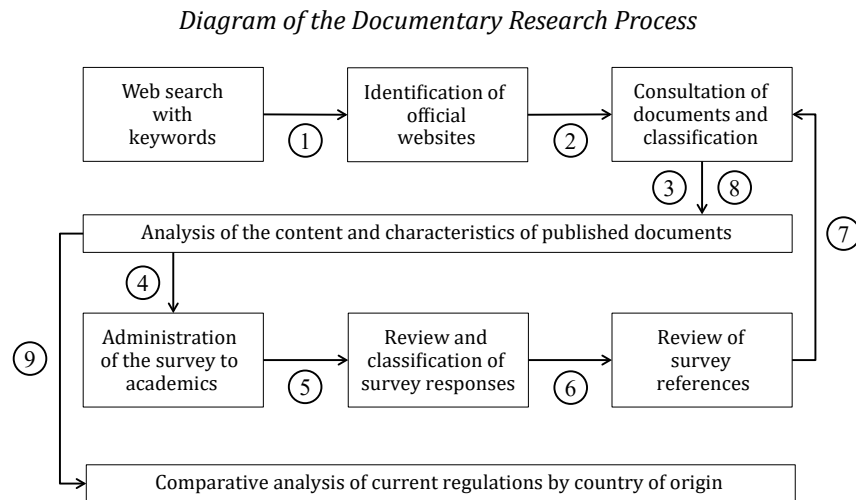 Diagram of the Documentary Research Process
Web search
with
keywords
1
Identification of
official
websites
2
Consultation of
documents and
classification
3
8
Analysis of the content and characteristics of published documents
7
4
Administration
of the survey to
academics
5
Review and
classification of
survey responses
6
Review of
survey
references
9
Comparative analysis of current regulations by country of origin